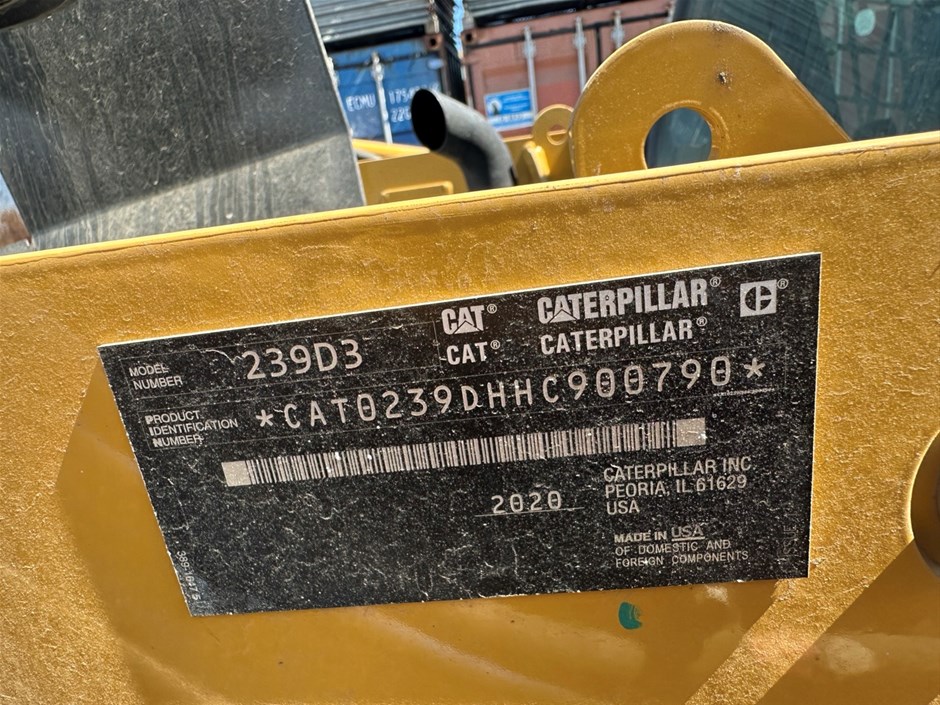 CAT® CATERPILLAR® ®
MODEL NUMBER 239D3 CAT® CATERPILLAR®
PRODUCT IDENTIFICATION NUMBER *CAT0239DHHC900790*
2020
CATERPILLAR INC
PEORIA, IL 61629
USA
MADE IN USA
OF DOMESTIC AND
FOREIGN COMPONENTS